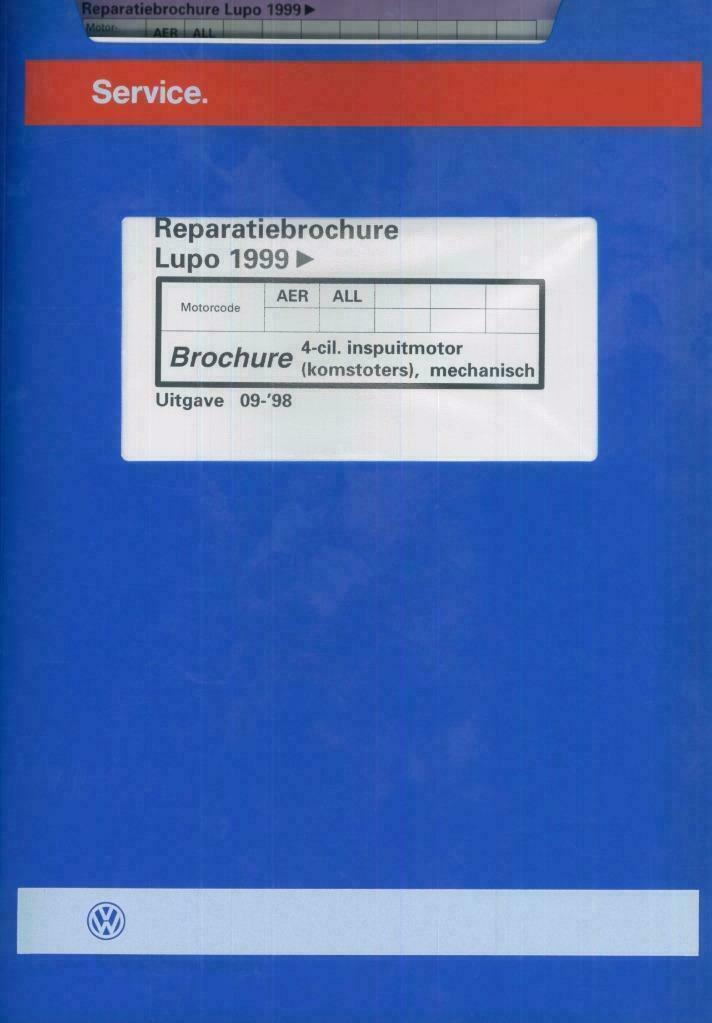 Reparatiebrochure Lupo 1999►
Motor-
AER ALL
Service.
Reparatiebrochure
Lupo 1999►
Motorcode AER ALL
Brochure 4-cil. inspuitmotor
(komstoters), mechanisch
Uitgave 09-'98
VW